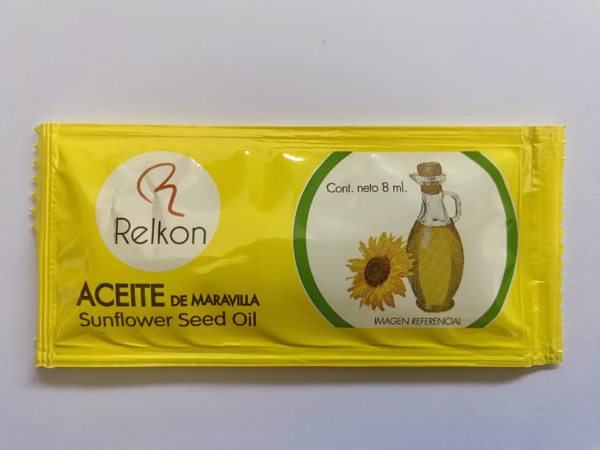 Relkon
ACEITE DE MARAVILLA
Sunflower Seed Oil
Cont. neto 8 ml.
IMAGEN REFERENCIAL